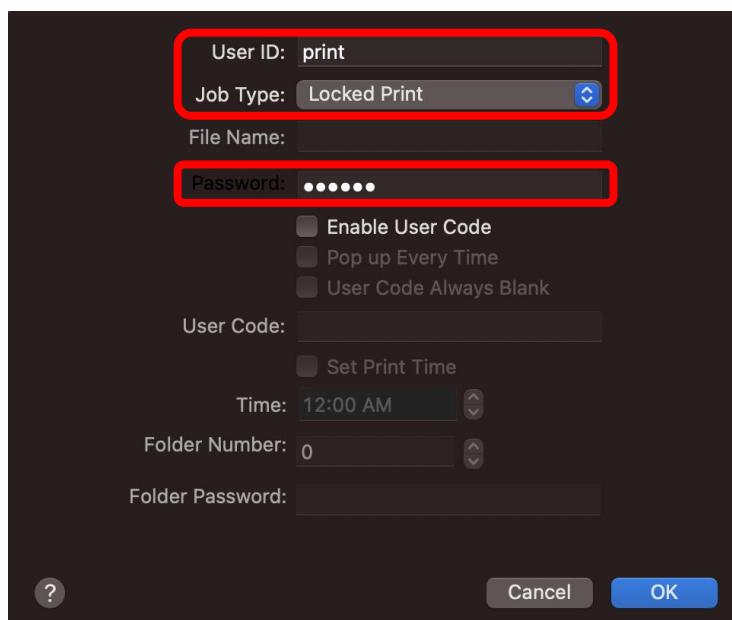 User ID: print
Job Type: Locked Print
File Name:
Password: ●●●●●●
Enable User Code
Pop up Every Time
User Code Always Blank
User Code:
Set Print Time
Time: 12:00 AM
Folder Number: 0
Folder Password:
? Cancel OK